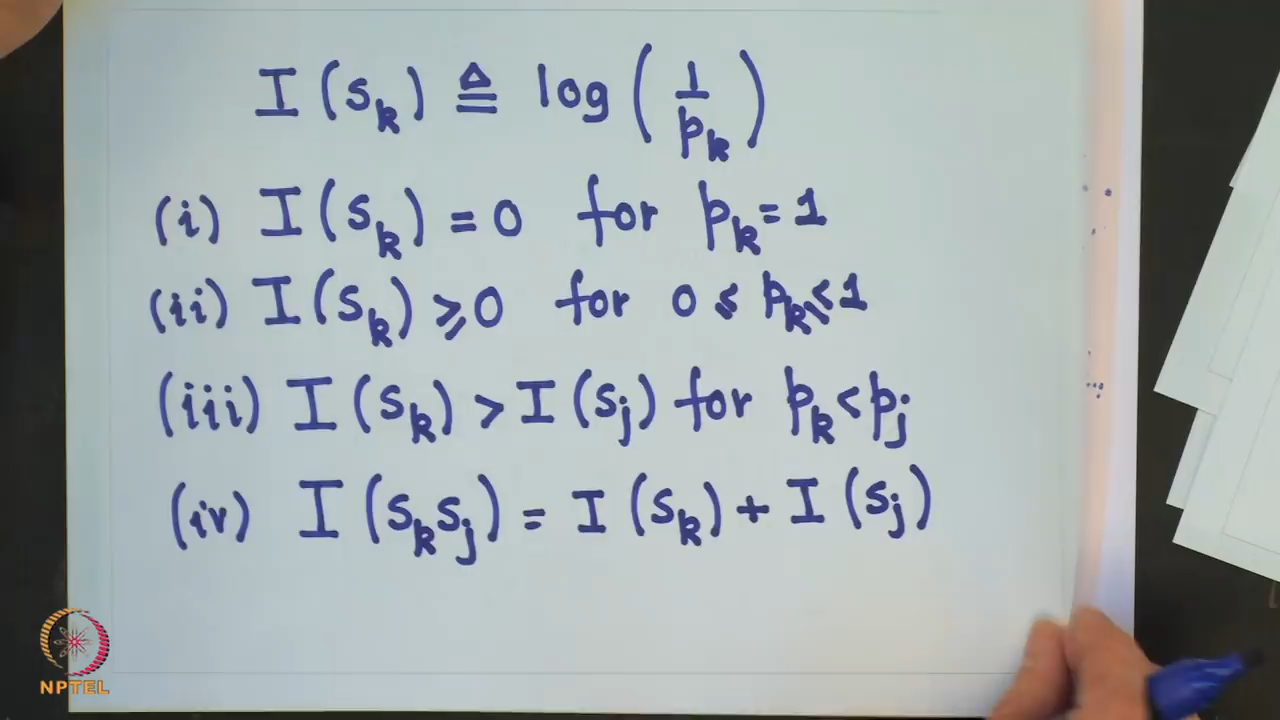 I(s_k) ≜ log(1/p_k)
(i) I(s_k) = 0 for p_k = 1
(ii) I(s_k) ⩾ 0 for 0 ≤ p_k ≤ 1
(iii) I(s_k) > I(s_j) for p_k < p_j
(iv) I(s_k s_j) = I(s_k) + I(s_j)
NPTEL